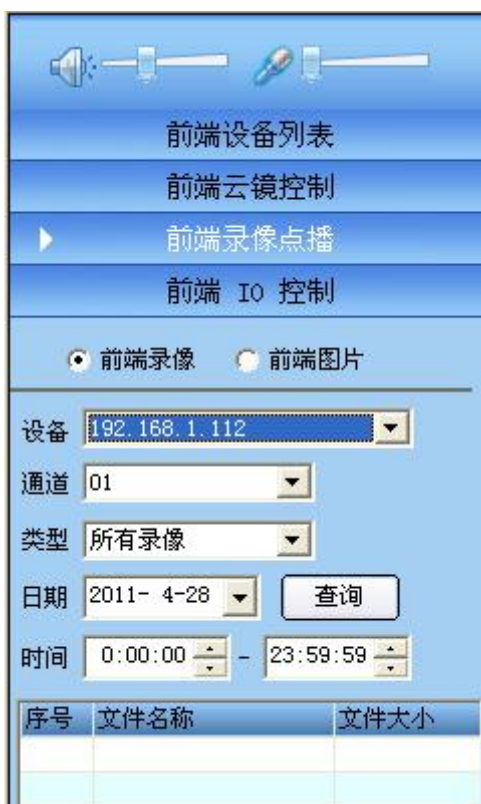 前端设备列表
前端云镜控制
前端录像点播
前端 IO 控制
前端录像 前端图片
设备 192.168.1.112
通道 01
类型 所有录像
日期 2011- 4-28 查询
时间 0:00:00 - 23:59:59
序号 文件名称 文件大小